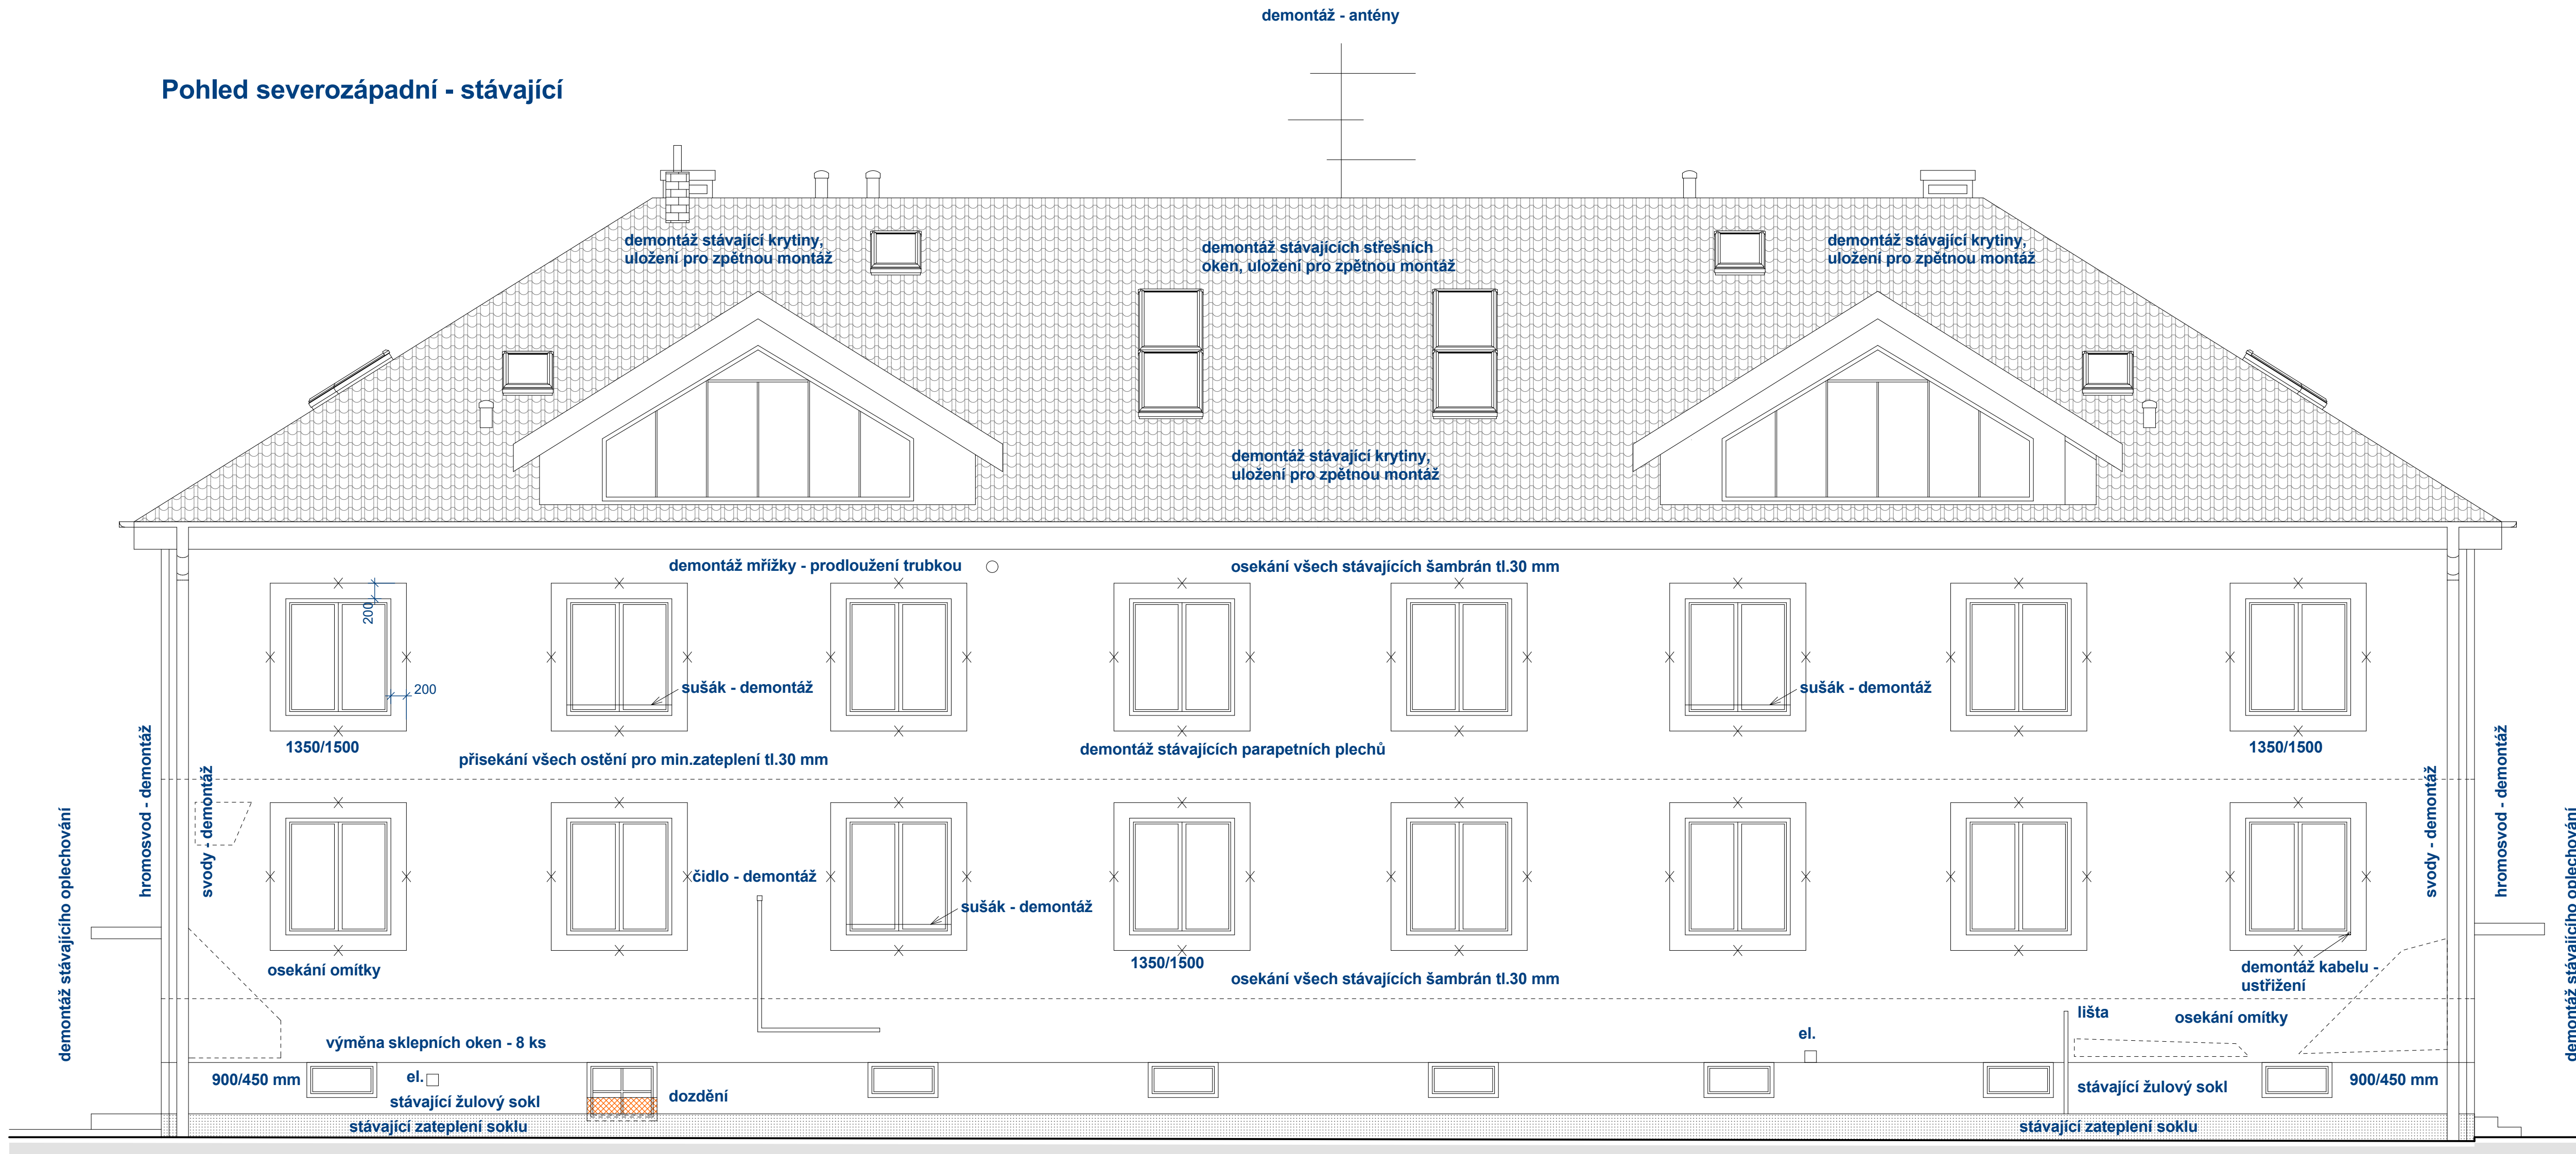 demontáž - antény
Pohled severozápadní - stávající
demontáž stávající krytiny,
uložení pro zpětnou montáž
demontáž stávajících střešních
oken, uložení pro zpětnou montáž
demontáž stávající krytiny,
uložení pro zpětnou montáž
demontáž stávající krytiny,
uložení pro zpětnou montáž
demontáž mřížky - prodloužení trubkou
osekání všech stávajících šambrán tl.30 mm
200
200
sušák - demontáž
sušák - demontáž
1350/1500
přisekání všech ostění pro min.zateplení tl.30 mm
demontáž stávajících parapetních plechů
1350/1500
demontáž stávajícího oplechování
hromosvod - demontáž
svody - demontáž
svody - demontáž
hromosvod - demontáž
demontáž stávajícího oplechování
čidlo - demontáž
sušák - demontáž
osekání omítky
1350/1500
osekání všech stávajících šambrán tl.30 mm
demontáž kabelu -
ustřižení
lišta
osekání omítky
výměna sklepních oken - 8 ks
el.
900/450 mm
el.
stávající žulový sokl
dozdění
stávající žulový sokl
900/450 mm
stávající zateplení soklu
stávající zateplení soklu